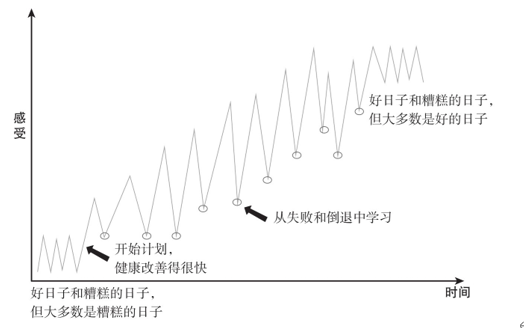 感受
好日子和糟糕的日子，
但大多数是好的日子
从失败和倒退中学习
开始计划，
健康改善得很快
时间
好日子和糟糕的日子，
但大多数是糟糕的日子